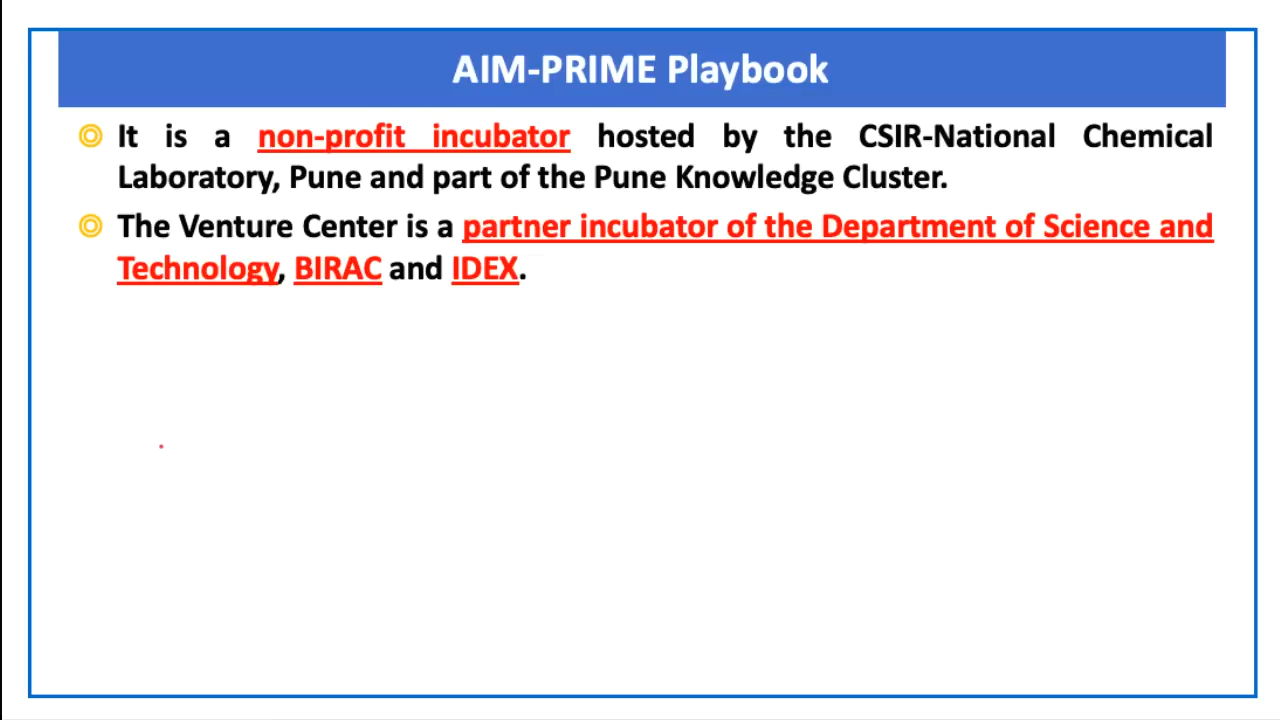 AIM-PRIME Playbook
It is a non-profit incubator hosted by the CSIR-National Chemical
Laboratory, Pune and part of the Pune Knowledge Cluster.
The Venture Center is a partner incubator of the Department of Science and
Technology, BIRAC and IDEX.